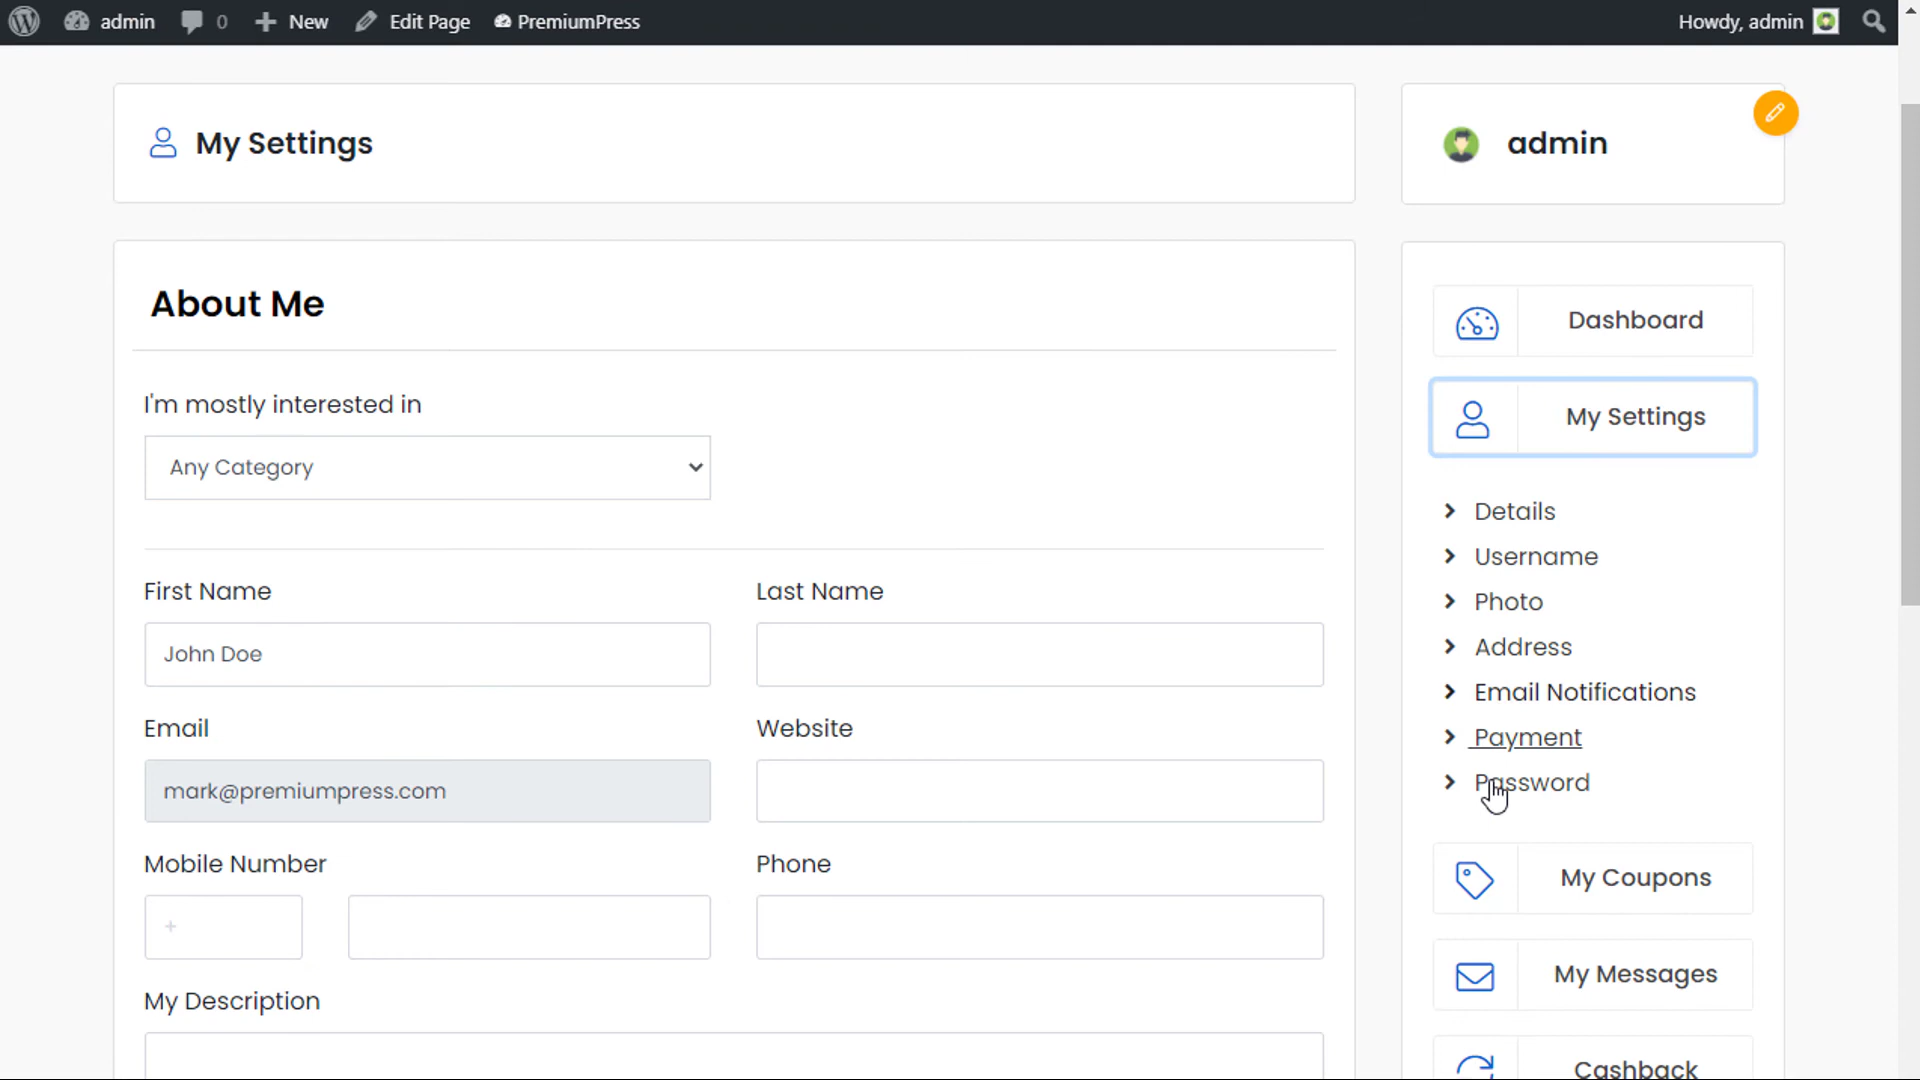 admin 0 New Edit Page PremiumPress Howdy, admin
My Settings
admin
About Me
I'm mostly interested in
Any Category
First Name
Last Name
John Doe
Email
Website
mark@premiumpress.com
Mobile Number
Phone
+
My Description
Dashboard
My Settings
Details
Username
Photo
Address
Email Notifications
Payment
Password
My Coupons
My Messages
Cashback